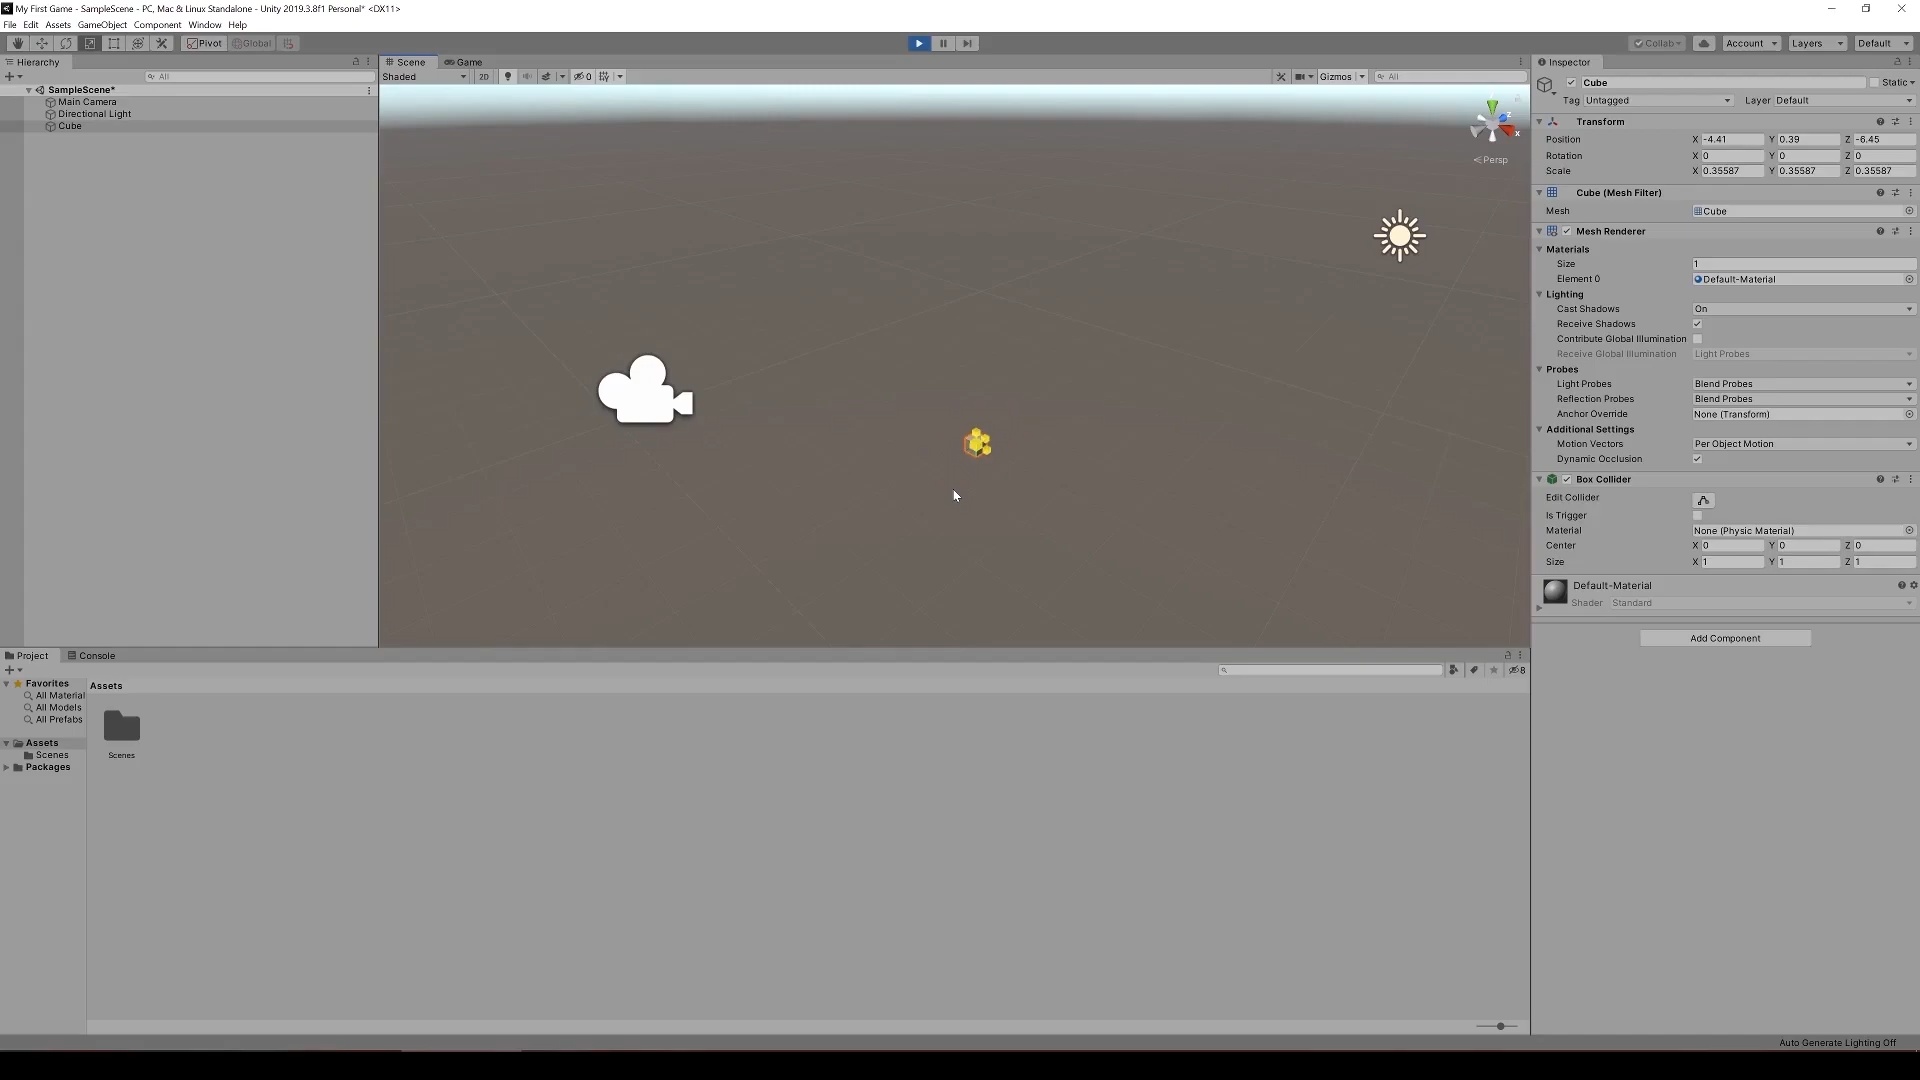 My First Game - SampleScene - PC, Mac & Linux Standalone - Unity 2019.3.8f1 Personal* <DX11>
File Edit Assets GameObject Component Window Help
Pivot Global Collab Account Layers Default
Hierarchy
All
SampleScene*
Main Camera
Directional Light
Cube
Scene Game
Shaded 2D 0 Gizmos All
z
x
Persp
Inspector
Cube Static
Tag Untagged Layer Default
Transform
Position X -4.41 Y 0.39 Z -6.45
Rotation X 0 Y 0 Z 0
Scale X 0.35587 Y 0.35587 Z 0.35587
Cube (Mesh Filter)
Mesh Cube
Mesh Renderer
Materials
Size 1
Element 0 Default-Material
Lighting
Cast Shadows On
Receive Shadows
Contribute Global Illumination
Receive Global Illumination Light Probes
Probes
Light Probes Blend Probes
Reflection Probes Blend Probes
Anchor Override None (Transform)
Additional Settings
Motion Vectors Per Object Motion
Dynamic Occlusion
Box Collider
Edit Collider
Is Trigger
Material None (Physic Material)
Center X 0 Y 0 Z 0
Size X 1 Y 1 Z 1
Default-Material
Shader Standard
Add Component
Project Console
8
Favorites
All Material
All Models
All Prefabs
Assets
Scenes
Packages
Assets
Scenes
Auto Generate Lighting Off